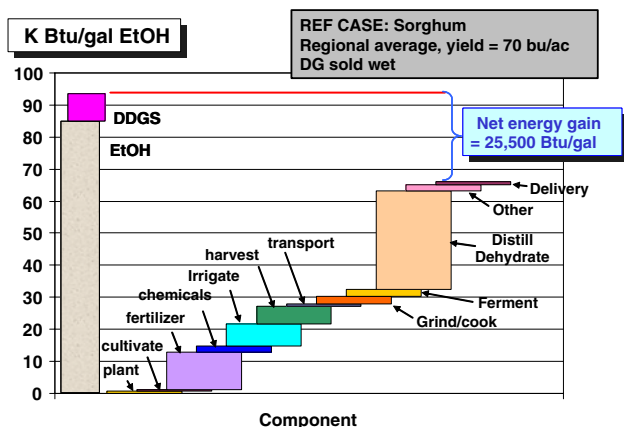 K Btu/gal EtOH
REF CASE: Sorghum
Regional average, yield = 70 bu/ac
DG sold wet
100
90
80
70
60
50
40
30
20
10
0
DDGS
EtOH
Net energy gain
= 25,500 Btu/gal
Delivery
Other
Distill
Dehydrate
Ferment
Grind/cook
transport
harvest
Irrigate
chemicals
fertilizer
cultivate
plant
Component